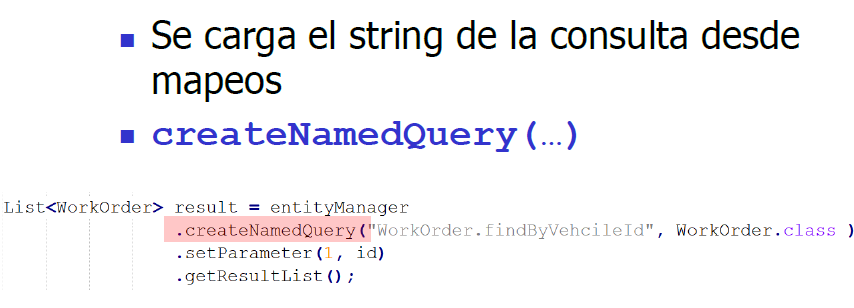 Se carga el string de la consulta desde
mapeos
createNamedQuery(…)
List<WorkOrder> result = entityManager
.createNamedQuery("WorkOrder.findByVehcileId", WorkOrder.class )
.setParameter(1, id)
.getResultList();